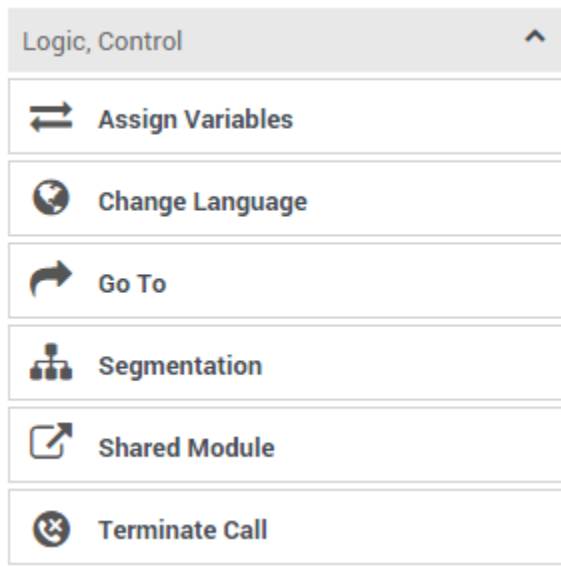 Logic, Control
Assign Variables
Change Language
Go To
Segmentation
Shared Module
Terminate Call